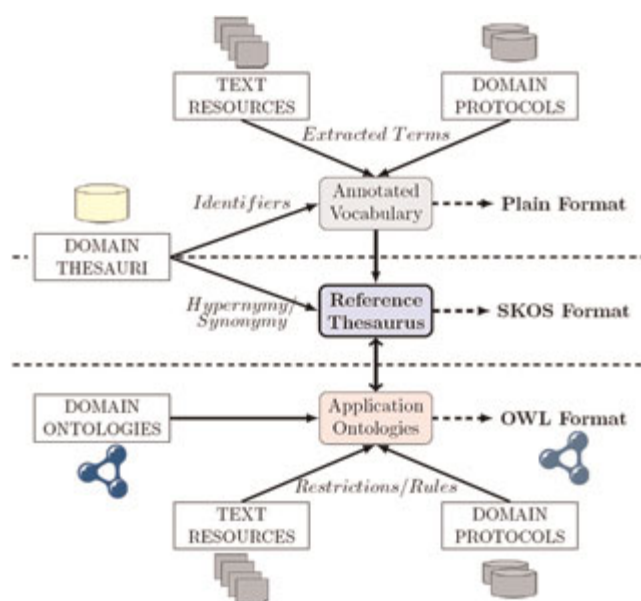 TEXT
RESOURCES
DOMAIN
PROTOCOLS
Extracted Terms
Identifiers
Annotated
Vocabulary
Plain Format
DOMAIN
THESAURI
Hypernymy/
Synonymy
Reference
Thesaurus
SKOS Format
DOMAIN
ONTOLOGIES
Application
Ontologies
OWL Format
Restrictions/Rules
TEXT
RESOURCES
DOMAIN
PROTOCOLS